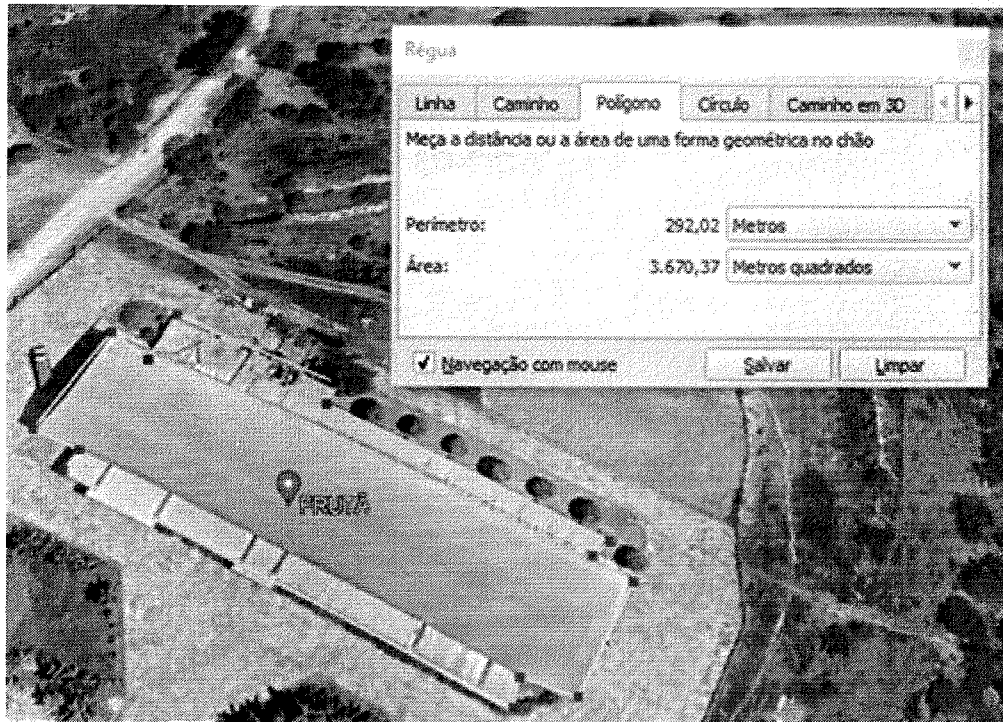 Régua
Linha Caminho Polígono Círculo Caminho em 3D
Meça a distância ou a área de uma forma geométrica no chão
Perímetro: 292,02 Metros
Área: 3.670,37 Metros quadrados
Navegação com mouse Salvar Limpar